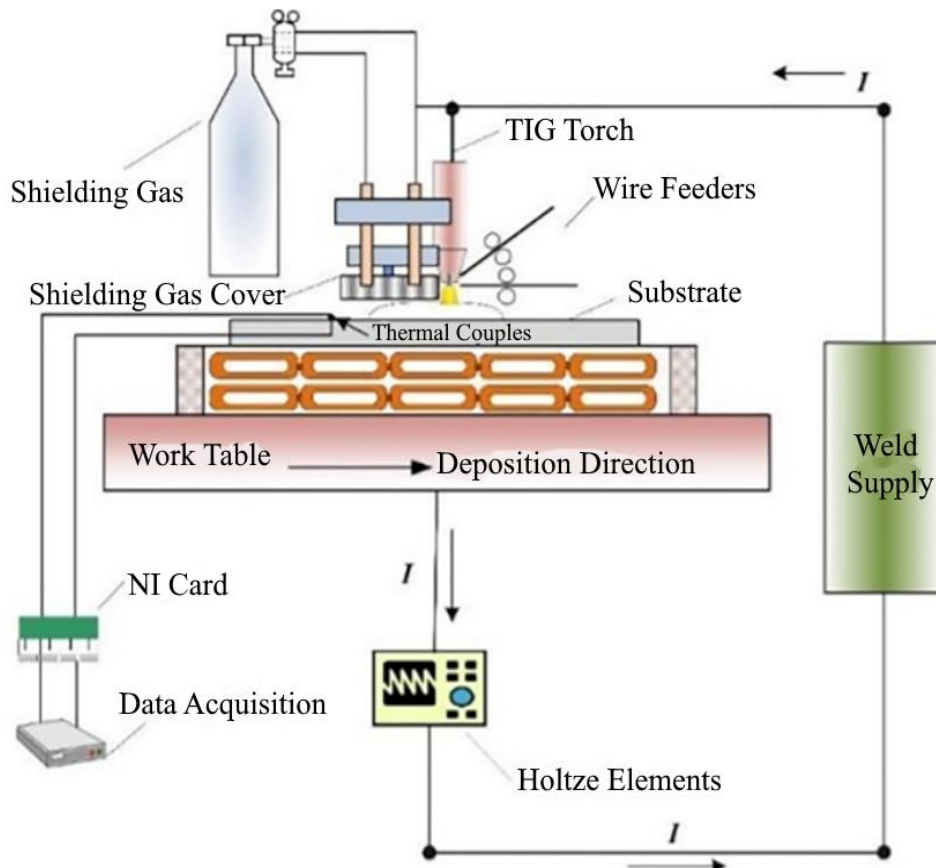 I
TIG Torch
Shielding Gas
Wire Feeders
Shielding Gas Cover
Substrate
Thermal Couples
Work Table
Deposition Direction
Weld
Supply
I
NI Card
Data Acquisition
Holtze Elements
I